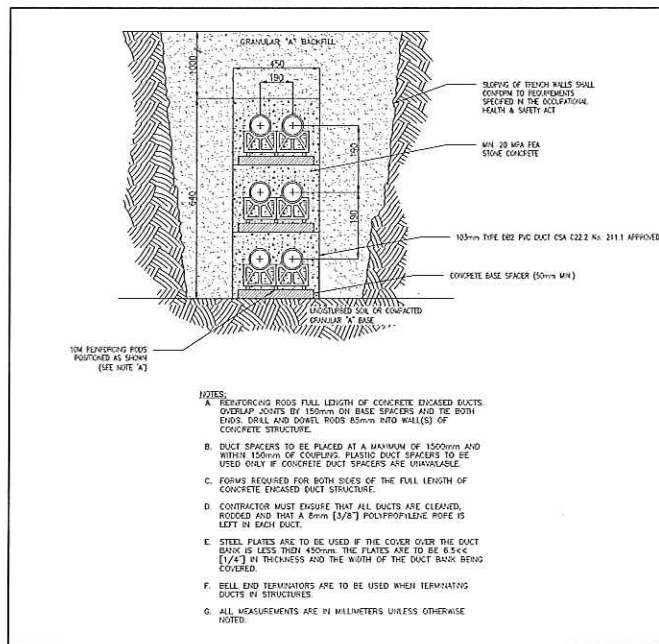 GRANULAR "A" BACKFILL
450
190
1000
640
190
190
SLOPING OF TRENCH WALLS SHALL
CONFORM TO REQUIREMENTS
SPECIFIED IN THE OCCUPATIONAL
HEALTH & SAFETY ACT
MIN. 20 MPA PEA
STONE CONCRETE
103mm TYPE DB2 PVC DUCT CSA C22.2 No. 211.1 APPROVED
CONCRETE BASE SPACER (50mm MIN.)
UNDISTURBED SOIL OR COMPACTED
GRANULAR "A" BASE
10M REINFORCING RODS
POSITIONED AS SHOWN
(SEE NOTE 'A')
NOTES:
A. REINFORCING RODS FULL LENGTH OF CONCRETE ENCASED DUCTS.
OVERLAP JOINTS BY 150mm ON BASE SPACERS AND TIE BOTH
ENDS. DRILL AND DOWEL RODS 85mm INTO WALL(S) OF
CONCRETE STRUCTURE.
B. DUCT SPACERS TO BE PLACED AT A MAXIMUM OF 1500mm AND
WITHIN 150mm OF COUPLING. PLASTIC DUCT SPACERS TO BE
USED ONLY IF CONCRETE DUCT SPACERS ARE UNAVAILABLE.
C. FORMS REQUIRED FOR BOTH SIDES OF THE FULL LENGTH OF
CONCRETE ENCASED DUCT STRUCTURE.
D. CONTRACTOR MUST ENSURE THAT ALL DUCTS ARE CLEANED,
RODDED AND THAT A 8mm [3/8"] POLYPROPYLENE ROPE IS
LEFT IN EACH DUCT.
E. STEEL PLATES ARE TO BE USED IF THE COVER OVER THE DUCT
BANK IS LESS THEN 450mm. THE PLATES ARE TO BE 6.5<<
[1/4"] IN THICKNESS AND THE WIDTH OF THE DUCT BANK BEING
COVERED.
F. BELL END TERMINATORS ARE TO BE USED WHEN TERMINATING
DUCTS IN STRUCTURES.
G. ALL MEASUREMENTS ARE IN MILLIMETERS UNLESS OTHERWISE
NOTED.